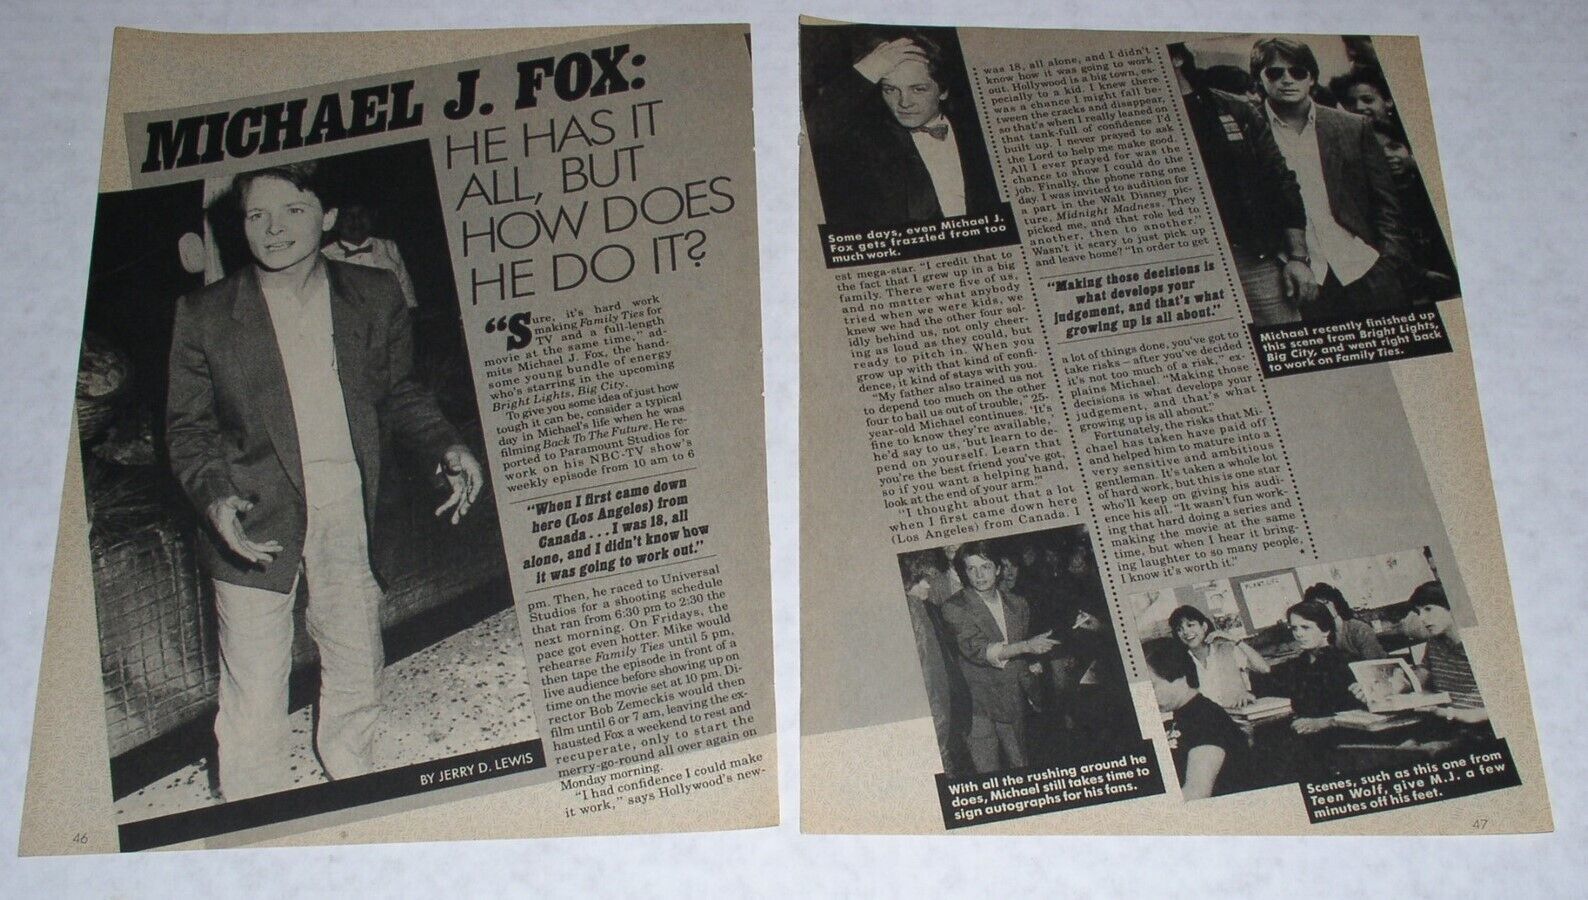 MICHAEL J. FOX:
HE HAS IT
ALL, BUT
HOW DOES
HE DO IT?
"Sure, it's hard work
making Family Ties for
TV and a full-length
movie at the same time," ad-
mits Michael J. Fox, the hand-
some young bundle of energy
who's starring in the upcoming
Bright Lights, Big City.
To give you some idea of just how
tough it can be, consider a typical
day in Michael's life when he was
filming Back To The Future. He re-
ported to Paramount Studios for
work on his NBC-TV show's
weekly episode from 10 am to 6
"When I first came down
here (Los Angeles) from
Canada...I was 18, all
alone, and I didn't know how
it was going to work out."
pm. Then, he raced to Universal
Studios for a shooting schedule
that ran from 6:30 pm to 2:30 the
next morning. On Fridays, the
pace got even hotter. Mike would
rehearse Family Ties until 5 pm,
then tape the episode in front of a
live audience before showing up on
time on the movie set at 10 pm. Di-
rector Bob Zemeckis would then
film until 6 or 7 am, leaving the ex-
hausted Fox a weekend to rest and
recuperate, only to start the
merry-go-round all over again on
Monday morning.
"I had confidence I could make
it work," says Hollywood's new-
BY JERRY D. LEWIS
46
Some days, even Michael J.
Fox gets frazzled from too
much work.
est mega-star. "I credit that to
the fact that I grew up in a big
family. There were five of us,
and no matter what anybody
tried when we were kids, we
knew we had the other four sol-
idly behind us, not only cheer-
ing as loud as they could, but
ready to pitch in. When you
grow up with that kind of confi-
dence, it kind of stays with you.
"My father also trained us not
to depend too much on the other
four to bail us out of trouble," 25-
year-old Michael continues. "'It's
fine to know they're available,'
he'd say to us, 'but learn to de-
pend on yourself. Learn that
you're the best friend you've got,
so if you want a helping hand,
look at the end of your arm.'"
"I thought about that a lot
when I first came down here
(Los Angeles) from Canada. I
was 18, all alone, and I didn't
know how it was going to work
out. Hollywood is a big town, es-
pecially to a kid. I knew there
was a chance I might fall be-
tween the cracks and disappear,
so that's when I really leaned on
that tank-full of confidence I'd
built up. I never prayed to ask
the Lord to help me make good.
All I ever prayed for was the
chance to show I could do the
job. Finally, the phone rang one
day. I was invited to audition for
a part in the Walt Disney pic-
ture, Midnight Madness. They
picked me, and that role led to
another, then to another."
Wasn't it scary to just pick up
and leave home? "In order to get
"Making those decisions is
what develops your
judgement, and that's what
growing up is all about."
a lot of things done, you've got to
take risks—after you've decided
it's not too much of a risk," ex-
plains Michael. "Making those
decisions is what develops your
judgement, and that's what
growing up is all about."
Fortunately, the risks that Mi-
chael has taken have paid off
and helped him to mature into a
very sensitive and ambitious
gentleman. It's taken a whole lot
of hard work, but this is one star
who'll keep on giving his audi-
ence his all. "It wasn't fun work-
ing that hard doing a series and
making the movie at the same
time, but when I hear it bring-
ing laughter to so many people,
I know it's worth it."
Michael recently finished up
this scene from Bright Lights,
Big City, and went right back
to work on Family Ties.
With all the rushing around he
does, Michael still takes time to
sign autographs for his fans.
PLANT LIFE
Scenes, such as this one from
Teen Wolf, give M.J. a few
minutes off his feet.
47